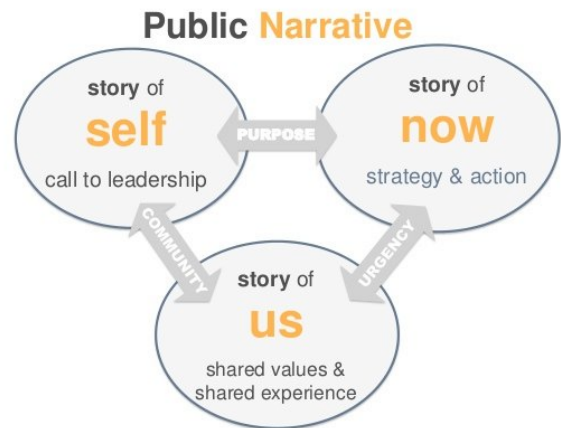 Public Narrative
story of
self
call to leadership
PURPOSE
story of
now
strategy & action
COMMUNITY
URGENCY
story of
us
shared values &
shared experience